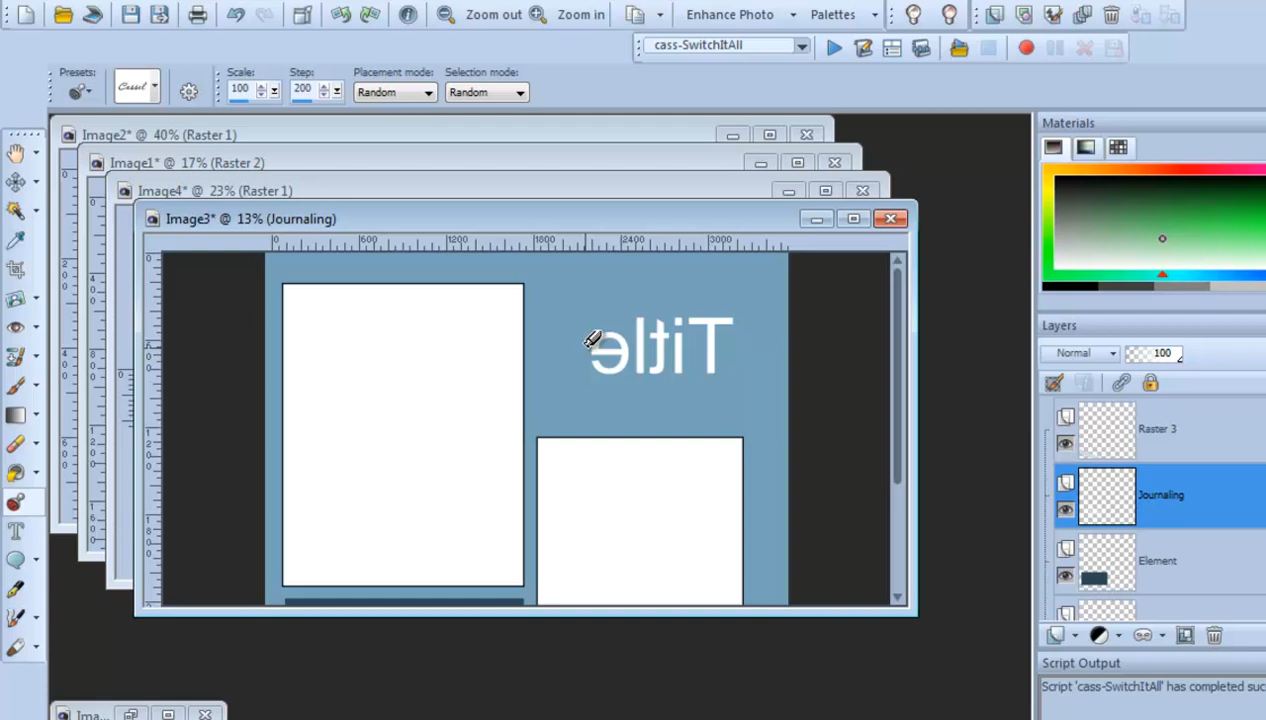 Zoom out Zoom in Enhance Photo Palettes
cass-SwitchItAll
Presets: Scale: Step: Placement mode: Selection mode:
Cassel 100 200 Random Random
Image2* @ 40% (Raster 1)
Image1* @ 17% (Raster 2)
Image4* @ 23% (Raster 1)
Image3* @ 13% (Journaling)
0 600 1200 1800 2400 3000
Title
Ima...
Materials
Layers
Normal 100
Raster 3
Journaling
Element
Script Output
Script 'cass-SwitchItAll' has completed suc